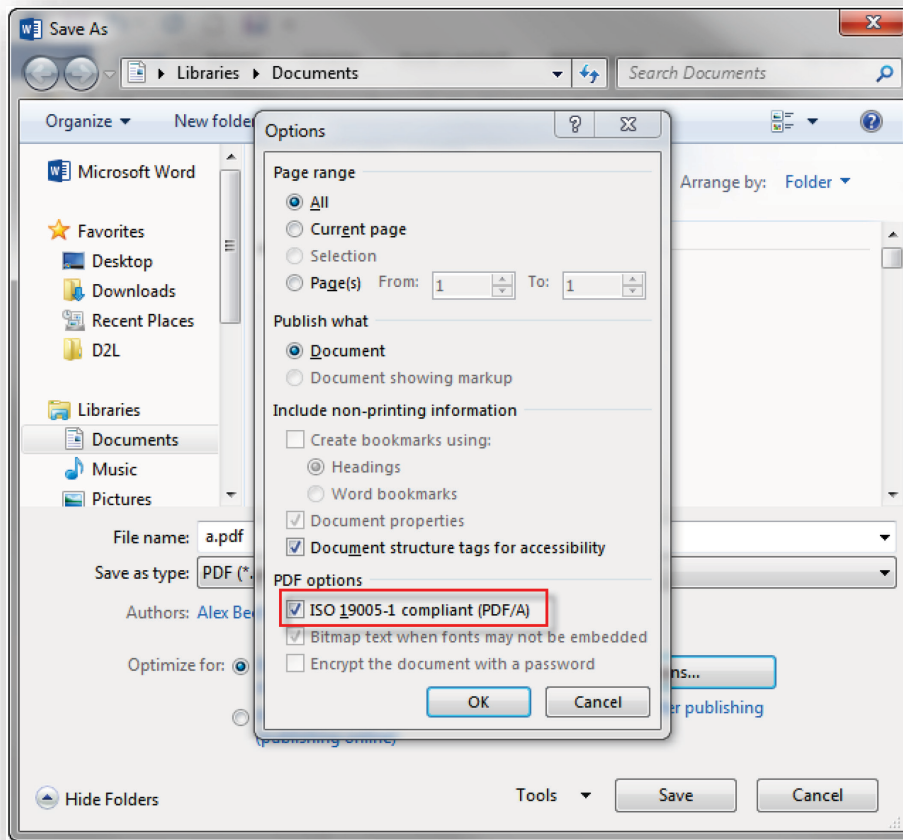 Save As
Libraries Documents
Search Documents
Organize New folder
Options
Microsoft Word
Page range
Arrange by: Folder
All
Favorites
Current page
Desktop
Selection
Downloads
Page(s) From: 1 To: 1
Recent Places
Publish what
D2L
Document
Document showing markup
Libraries
Include non-printing information
Documents
Create bookmarks using:
Music
Headings
Pictures
Word bookmarks
Document properties
File name: a.pdf
Document structure tags for accessibility
Save as type: PDF (*.
PDF options
Authors: Alex
ISO 19005-1 compliant (PDF/A)
Bitmap text when fonts may not be embedded
Optimize for:
Encrypt the document with a password
ns...
OK Cancel
publishing
(publishing online)
Hide Folders
Tools Save Cancel